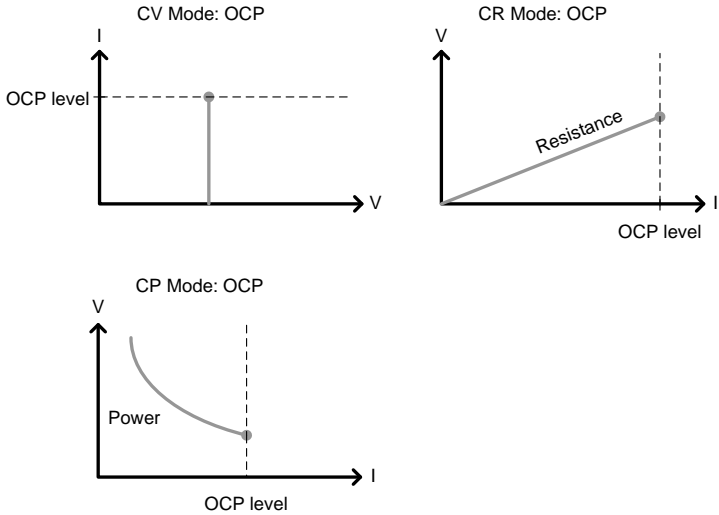 CV Mode: OCP
I
OCP level
V
CR Mode: OCP
V
Resistance
I
OCP level
CP Mode: OCP
V
Power
I
OCP level